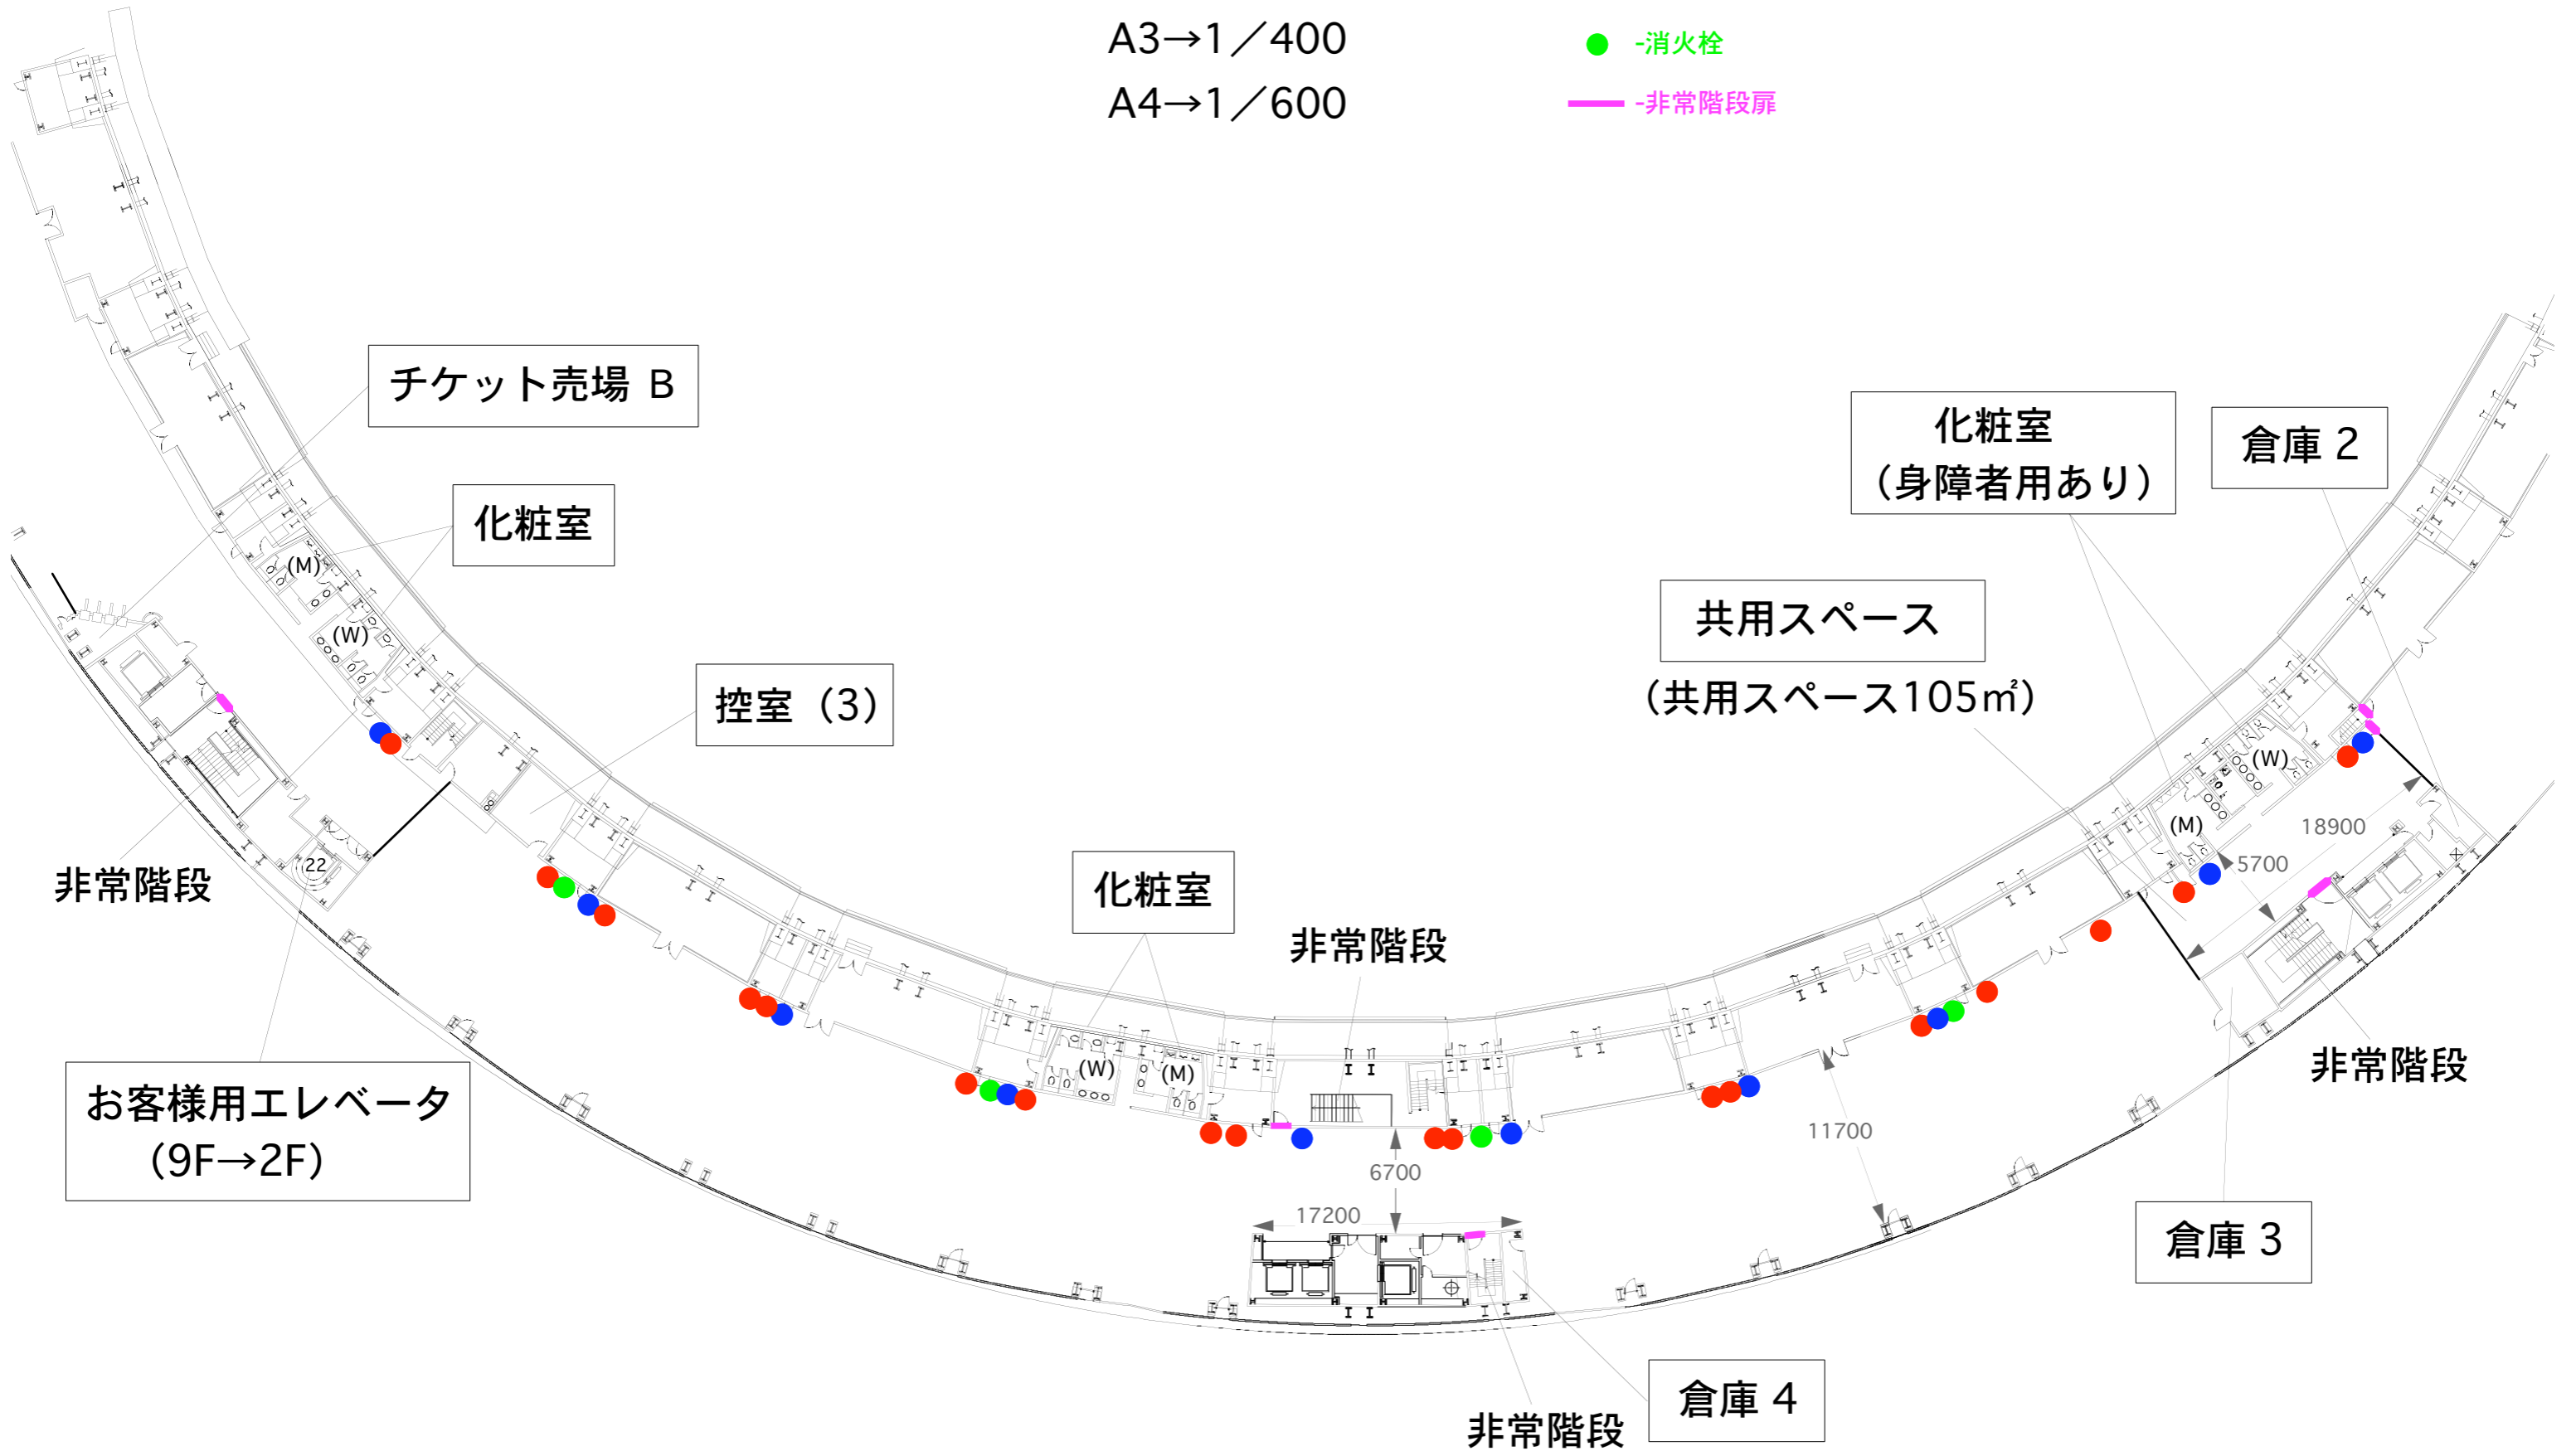 A3→1／400
-消火栓
A4→1／600
-非常階段扉
チケット売場 B
化粧室
（身障者用あり）
倉庫 2
化粧室
(M)
(W)
共用スペース
（共用スペース105㎡）
控室（3）
(W)
(M)
18900
5700
22
非常階段
化粧室
非常階段
(W)
(M)
お客様用エレベータ
（9F→2F）
非常階段
11700
6700
17200
倉庫 3
倉庫 4
非常階段